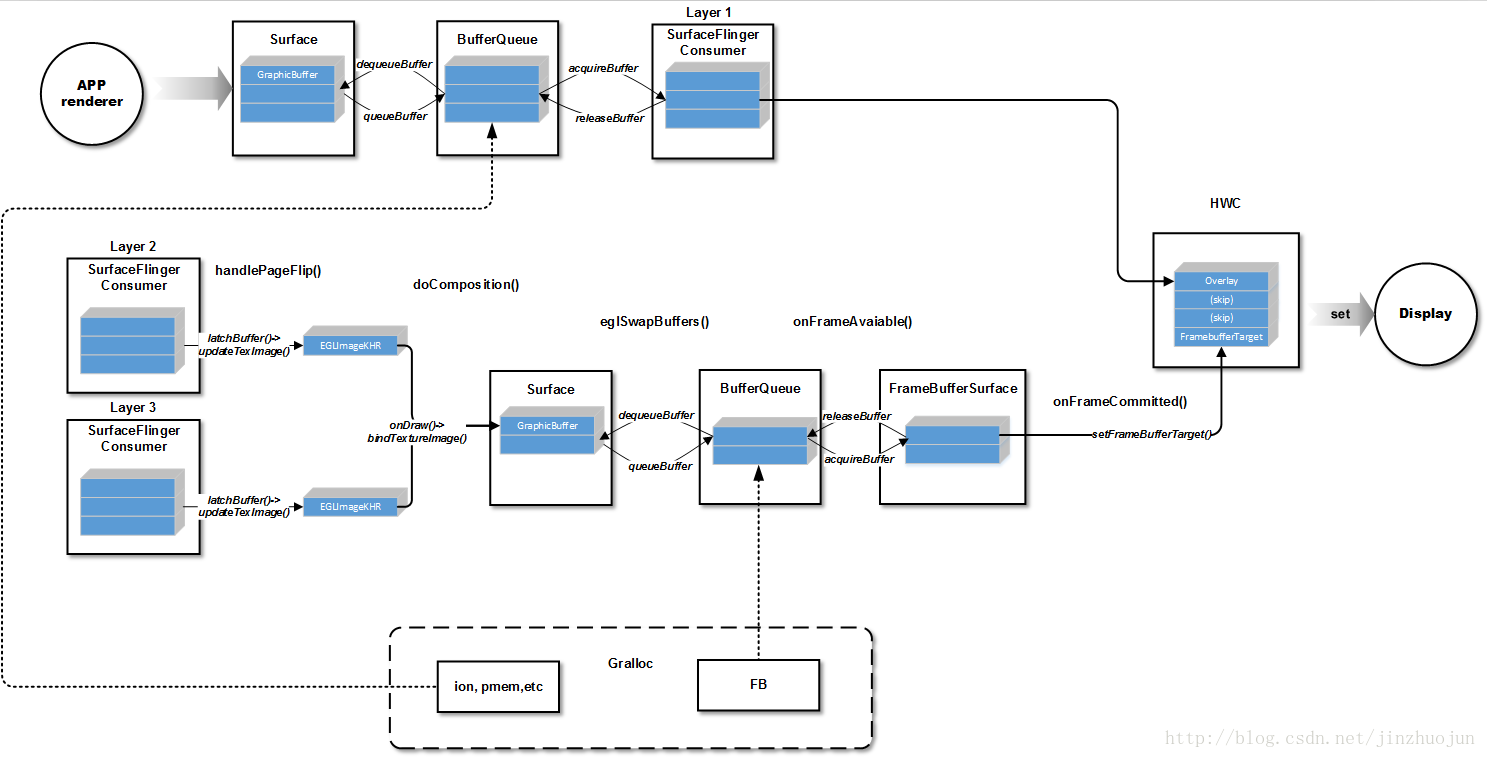 Layer 1
Surface
BufferQueue
SurfaceFlinger
Consumer
APP
renderer
GraphicBuffer
dequeueBuffer
queueBuffer
acquireBuffer
releaseBuffer
HWC
Overlay
(skip)
(skip)
FramebufferTarget
set
Display
Layer 2
SurfaceFlinger
Consumer
handlePageFlip()
doComposition()
latchBuffer()->
updateTexImage()
EGLImageKHR
eglSwapBuffers()
onFrameAvaiable()
Layer 3
SurfaceFlinger
Consumer
latchBuffer()->
updateTexImage()
EGLImageKHR
onDraw()->
bindTextureImage()
Surface
GraphicBuffer
dequeueBuffer
queueBuffer
BufferQueue
releaseBuffer
acquireBuffer
FrameBufferSurface
onFrameCommitted()
setFrameBufferTarget()
Gralloc
ion, pmem,etc
FB
http://blog.csdn.net/jinzhuojun